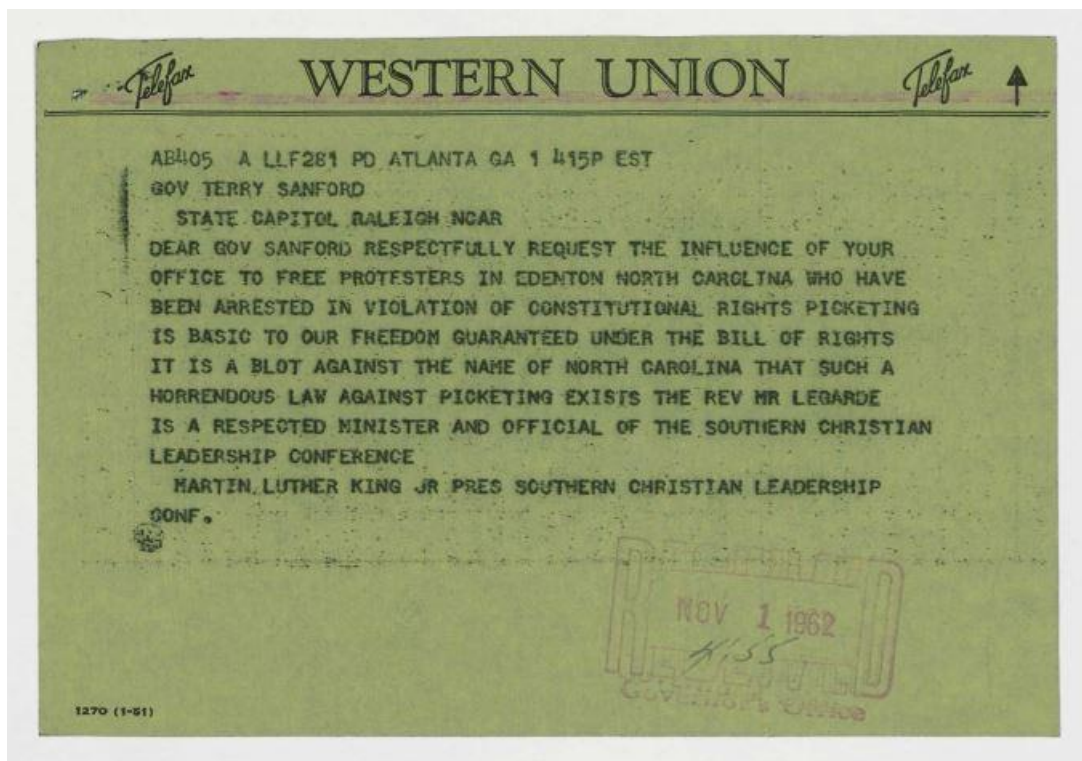 Telefax WESTERN UNION Telefax
AB405 A LLF281 PD ATLANTA GA 1 415P EST
GOV TERRY SANFORD
STATE CAPITOL RALEIGH NCAR
DEAR GOV SANFORD RESPECTFULLY REQUEST THE INFLUENCE OF YOUR
OFFICE TO FREE PROTESTERS IN EDENTON NORTH CAROLINA WHO HAVE
BEEN ARRESTED IN VIOLATION OF CONSTITUTIONAL RIGHTS PICKETING
IS BASIC TO OUR FREEDOM GUARANTEED UNDER THE BILL OF RIGHTS
IT IS A BLOT AGAINST THE NAME OF NORTH CAROLINA THAT SUCH A
HORRENDOUS LAW AGAINST PICKETING EXISTS THE REV MR LEGARDE
IS A RESPECTED MINISTER AND OFFICIAL OF THE SOUTHERN CHRISTIAN
LEADERSHIP CONFERENCE
MARTIN LUTHER KING JR PRES SOUTHERN CHRISTIAN LEADERSHIP
CONF.
NOV 1 1962
4:55
1270 (1-51)